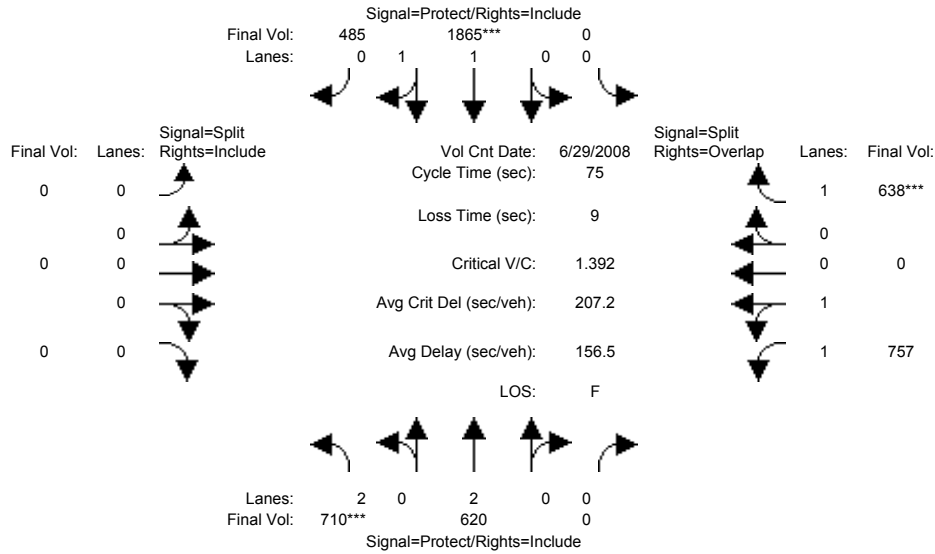 Signal=Protect/Rights=Include
Final Vol: 485 1865*** 0
Lanes: 0 1 1 0 0
Signal=Split Signal=Split
Final Vol: Lanes: Rights=Include Vol Cnt Date: 6/29/2008 Rights=Overlap Lanes: Final Vol:
Cycle Time (sec): 75
0 0 1 638***
Loss Time (sec): 9
0 0
0 0 Critical V/C: 1.392 0 0
0 Avg Crit Del (sec/veh): 207.2 1
0 0 Avg Delay (sec/veh): 156.5 1 757
LOS: F
Lanes: 2 0 2 0 0
Final Vol: 710*** 620 0
Signal=Protect/Rights=Include